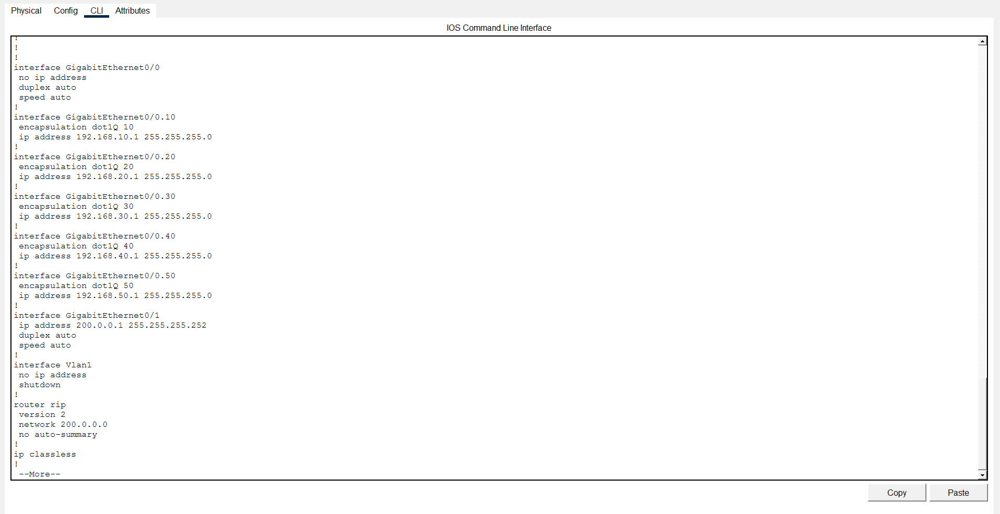 Physical Config CLI Attributes
IOS Command Line Interface
!
!
!
interface GigabitEthernet0/0
 no ip address
 duplex auto
 speed auto
!
interface GigabitEthernet0/0.10
 encapsulation dot1Q 10
 ip address 192.168.10.1 255.255.255.0
!
interface GigabitEthernet0/0.20
 encapsulation dot1Q 20
 ip address 192.168.20.1 255.255.255.0
!
interface GigabitEthernet0/0.30
 encapsulation dot1Q 30
 ip address 192.168.30.1 255.255.255.0
!
interface GigabitEthernet0/0.40
 encapsulation dot1Q 40
 ip address 192.168.40.1 255.255.255.0
!
interface GigabitEthernet0/0.50
 encapsulation dot1Q 50
 ip address 192.168.50.1 255.255.255.0
!
interface GigabitEthernet0/1
 ip address 200.0.0.1 255.255.255.252
 duplex auto
 speed auto
!
interface Vlan1
 no ip address
 shutdown
!
router rip
 version 2
 network 200.0.0.0
 no auto-summary
!
ip classless
!
 --More--
Copy Paste